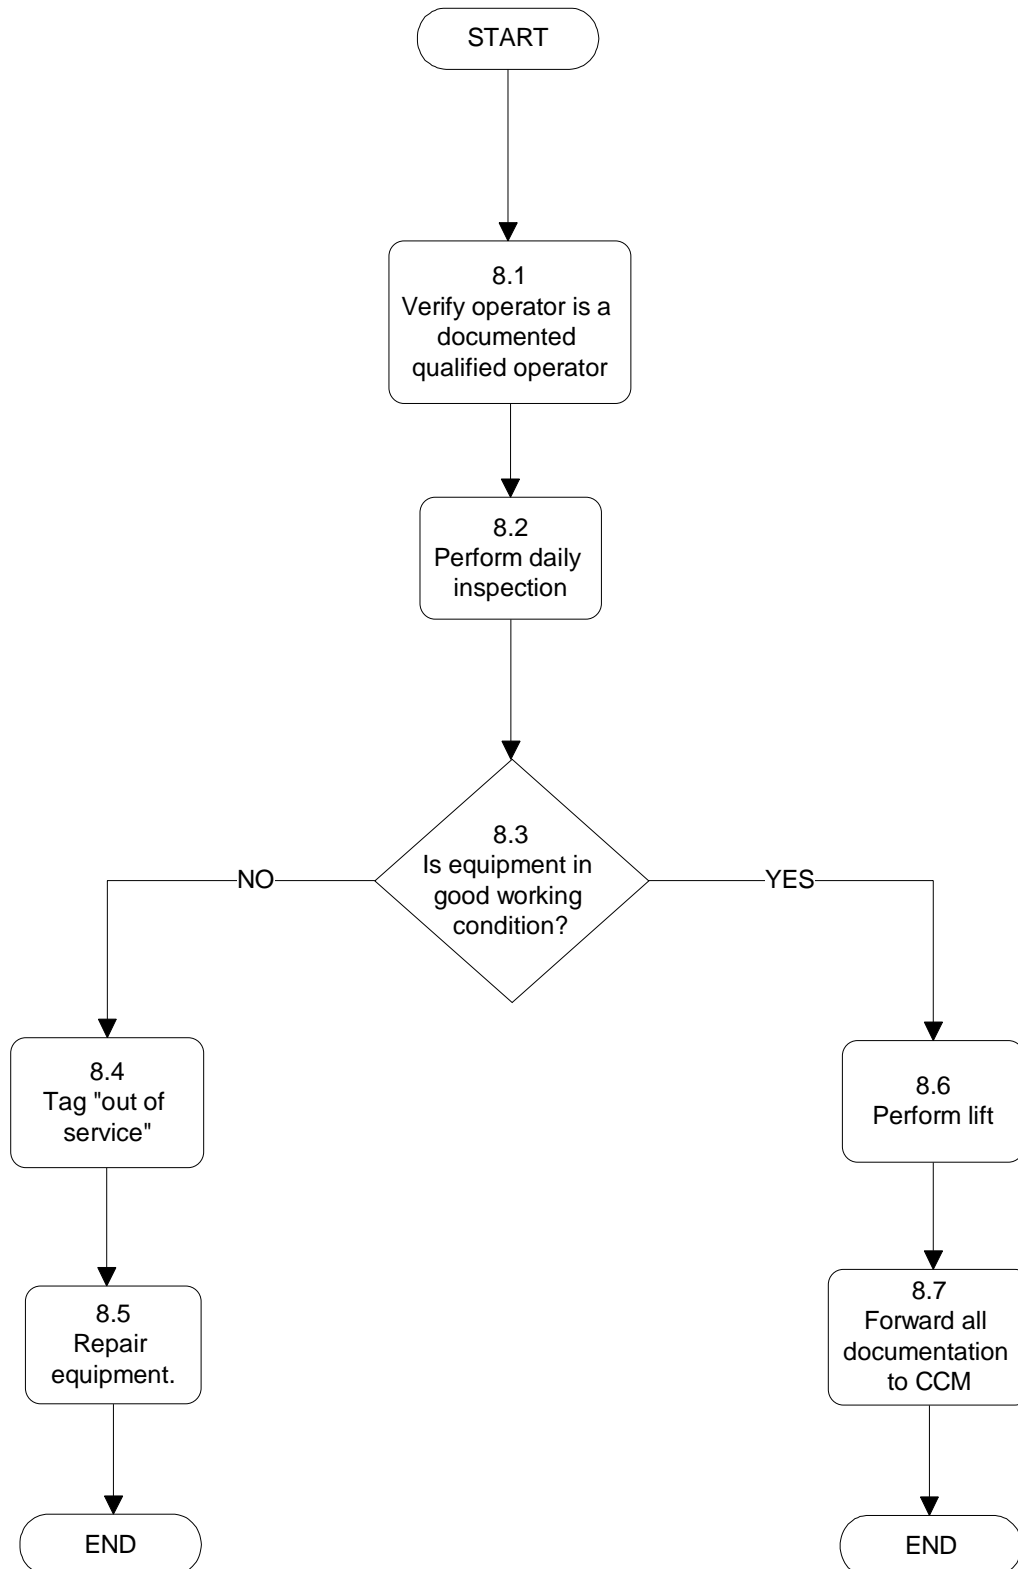 START
8.1
Verify operator is a
documented
qualified operator
8.2
Perform daily
inspection
8.3
Is equipment in
good working
condition?
NO
YES
8.4
Tag "out of
service"
8.6
Perform lift
8.5
Repair
equipment.
8.7
Forward all
documentation
to CCM
END
END